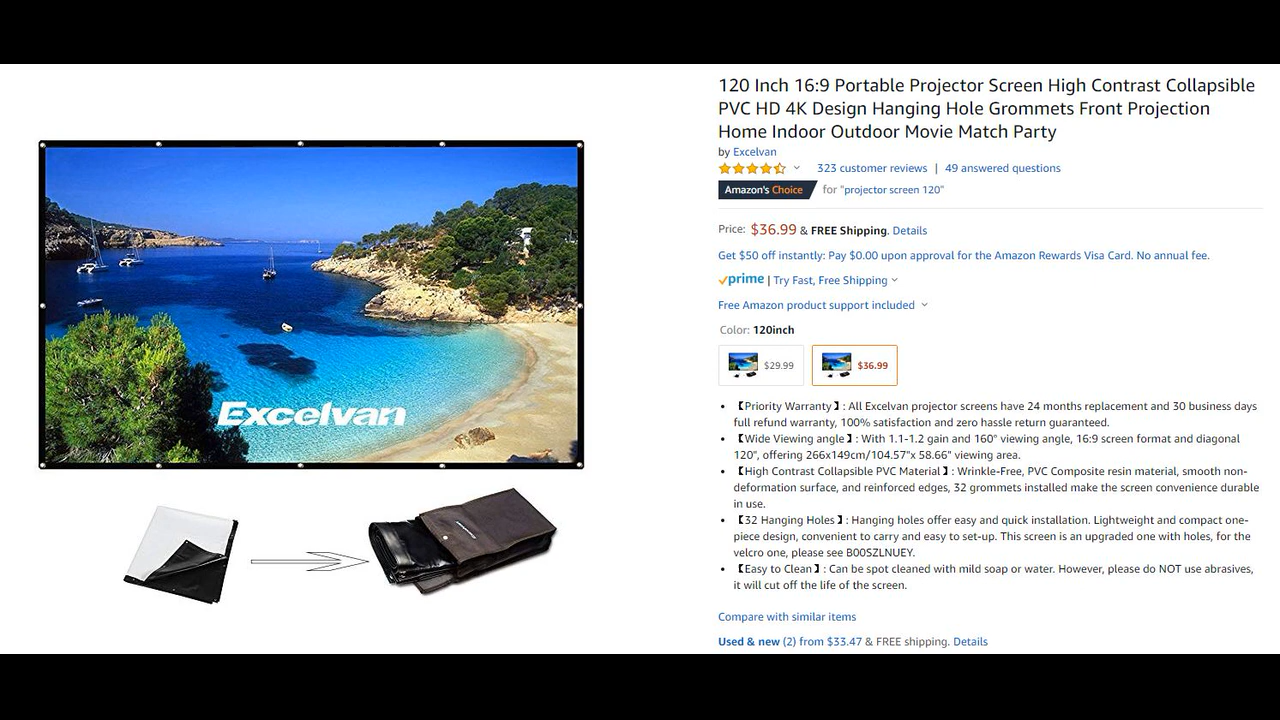 120 Inch 16:9 Portable Projector Screen High Contrast Collapsible
PVC HD 4K Design Hanging Hole Grommets Front Projection
Home Indoor Outdoor Movie Match Party
by Excelvan
323 customer reviews | 49 answered questions
Amazon's Choice for "projector screen 120"
Price: $36.99 & FREE Shipping. Details
Get $50 off instantly: Pay $0.00 upon approval for the Amazon Rewards Visa Card. No annual fee.
prime | Try Fast, Free Shipping
Free Amazon product support included
Color: 120inch
$29.99 $36.99
• 【Priority Warranty】: All Excelvan projector screens have 24 months replacement and 30 business days
full refund warranty, 100% satisfaction and zero hassle return guaranteed.
• 【Wide Viewing angle】: With 1.1-1.2 gain and 160° viewing angle, 16:9 screen format and diagonal
120", offering 266x149cm/104.57"x 58.66" viewing area.
• 【High Contrast Collapsible PVC Material】: Wrinkle-Free, PVC Composite resin material, smooth non-
deformation surface, and reinforced edges, 32 grommets installed make the screen convenience durable
in use.
• 【32 Hanging Holes】: Hanging holes offer easy and quick installation. Lightweight and compact one-
piece design, convenient to carry and easy to set-up. This screen is an upgraded one with holes, for the
velcro one, please see B00SZLNUEY.
• 【Easy to Clean】: Can be spot cleaned with mild soap or water. However, please do NOT use abrasives,
it will cut off the life of the screen.
Compare with similar items
Used & new (2) from $33.47 & FREE shipping. Details
Excelvan